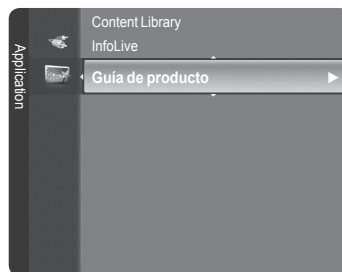 Application
Content Library
InfoLive
Guía de producto